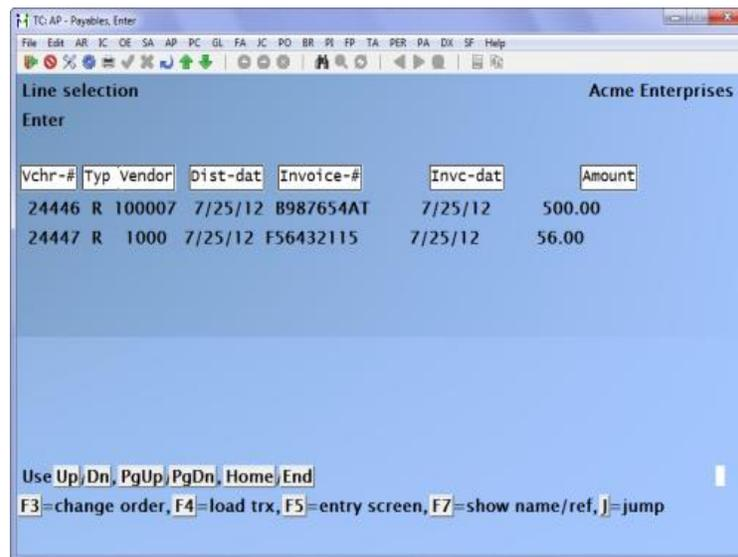 TC: AP - Payables, Enter
File Edit AR IC OE SA AP PC GL FA JC PO BR PI FP TA PER PA DX SF Help
Line selection Acme Enterprises
Enter
Vchr-# Typ Vendor Dist-dat Invoice-# Invc-dat Amount
24446 R 100007 7/25/12 B987654AT 7/25/12 500.00
24447 R 1000 7/25/12 F56432115 7/25/12 56.00
Use Up/Dn, PgUp/PgDn, Home/End
F3=change order, F4=load trx, F5=entry screen, F7=show name/ref, J=jump